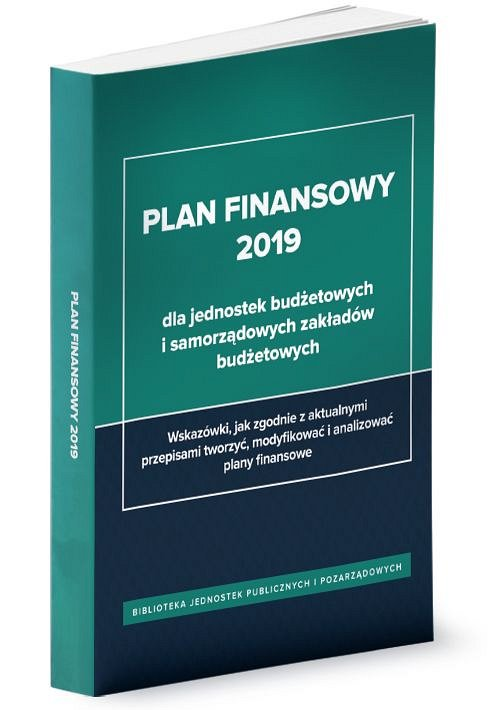 PLAN FINANSOWY
2019
dla jednostek budżetowych
i samorządowych zakładów
budżetowych
Wskazówki, jak zgodnie z aktualnymi
przepisami tworzyć, modyfikować i analizować
plany finansowe
BIBLIOTEKA JEDNOSTEK PUBLICZNYCH I POZARZĄDOWYCH
PLAN FINANSOWY 2019